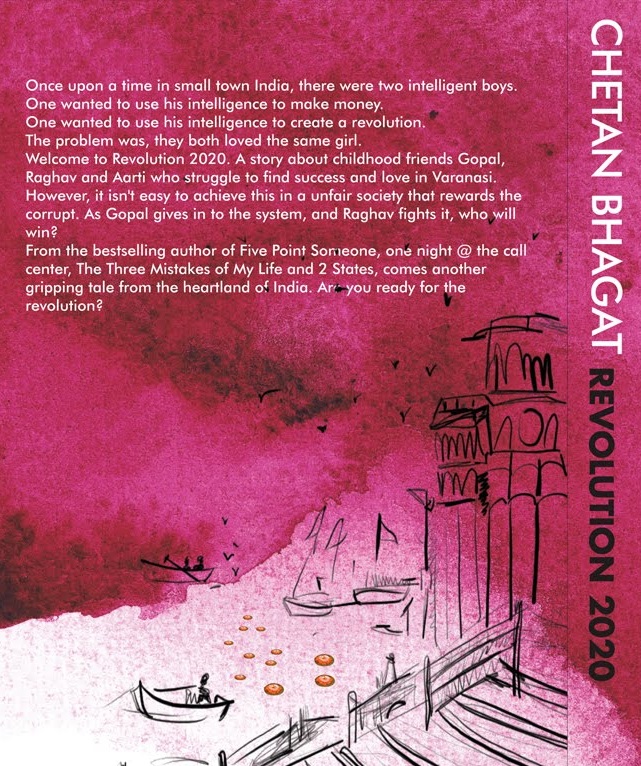 Once upon a time in small town India, there were two intelligent boys.
One wanted to use his intelligence to make money.
One wanted to use his intelligence to create a revolution.
The problem was, they both loved the same girl.
Welcome to Revolution 2020. A story about childhood friends Gopal,
Raghav and Aarti who struggle to find success and love in Varanasi.
However, it isn't easy to achieve this in a unfair society that rewards the
corrupt. As Gopal gives in to the system, and Raghav fights it, who will
win?
From the bestselling author of Five Point Someone, one night @ the call
center, The Three Mistakes of My Life and 2 States, comes another
gripping tale from the heartland of India. Are you ready for the
revolution?
CHETAN BHAGAT REVOLUTION 2020